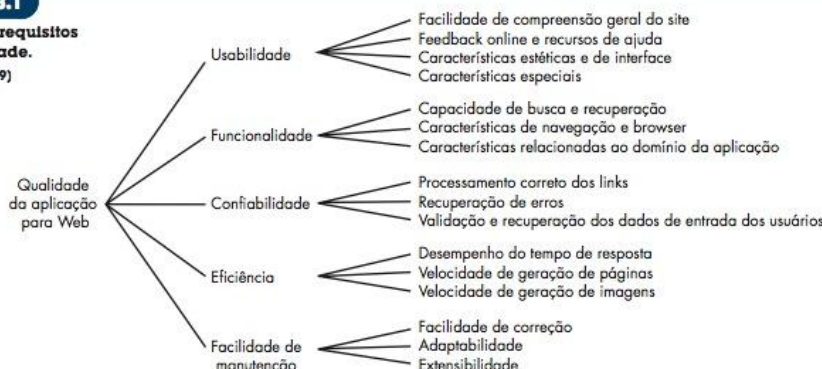 3.1
requisitos
ade.
9)
Qualidade
da aplicação
para Web
Usabilidade
Facilidade de compreensão geral do site
Feedback online e recursos de ajuda
Características estéticas e de interface
Características especiais
Funcionalidade
Capacidade de busca e recuperação
Características de navegação e browser
Características relacionadas ao domínio da aplicação
Confiabilidade
Processamento correto dos links
Recuperação de erros
Validação e recuperação dos dados de entrada dos usuários
Eficiência
Desempenho do tempo de resposta
Velocidade de geração de páginas
Velocidade de geração de imagens
Facilidade de
manutenção
Facilidade de correção
Adaptabilidade
Extensibilidade